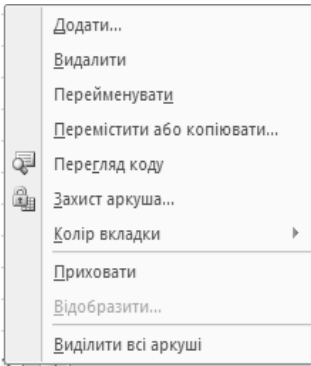 Додати...
Видалити
Перейменувати
Перемістити або копіювати...
Перегляд коду
Захист аркуша...
Колір вкладки
Приховати
Відобразити...
Виділити всі аркуші